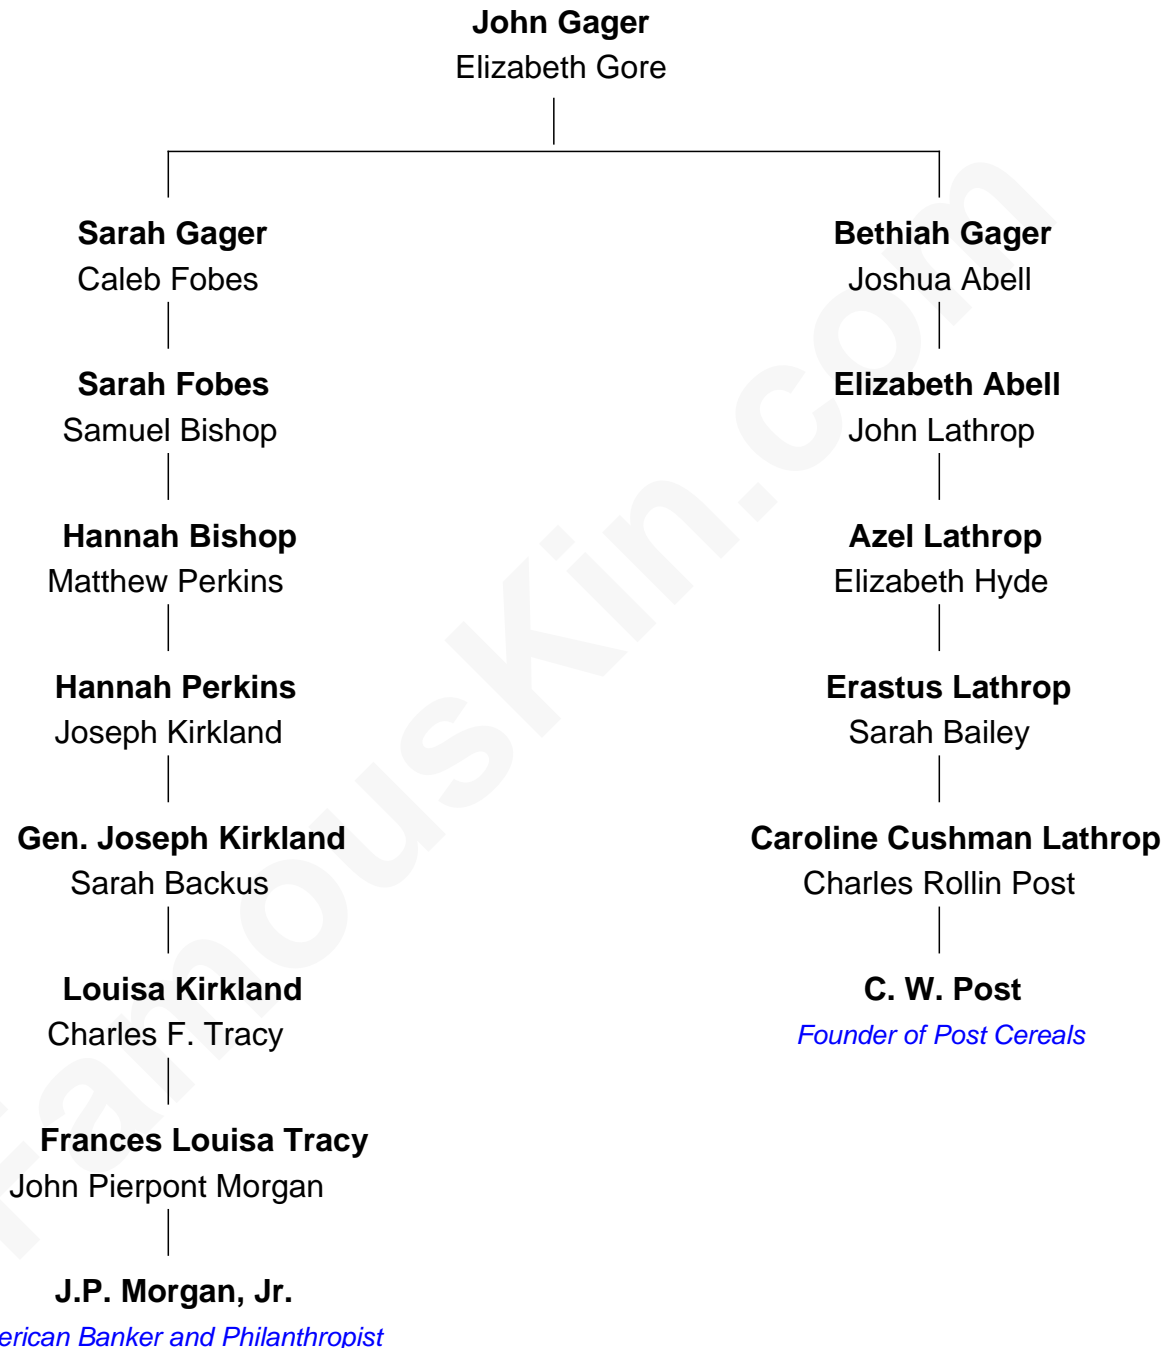 John Gager
Elizabeth Gore
Sarah Gager
Caleb Fobes
Bethiah Gager
Joshua Abell
Sarah Fobes
Samuel Bishop
Elizabeth Abell
John Lathrop
Hannah Bishop
Matthew Perkins
Azel Lathrop
Elizabeth Hyde
Hannah Perkins
Joseph Kirkland
Erastus Lathrop
Sarah Bailey
Gen. Joseph Kirkland
Sarah Backus
Caroline Cushman Lathrop
Charles Rollin Post
Louisa Kirkland
Charles F. Tracy
C. W. Post
Founder of Post Cereals
Frances Louisa Tracy
John Pierpont Morgan
J.P. Morgan, Jr.
erican Banker and Philanthropist
FamousKin.com